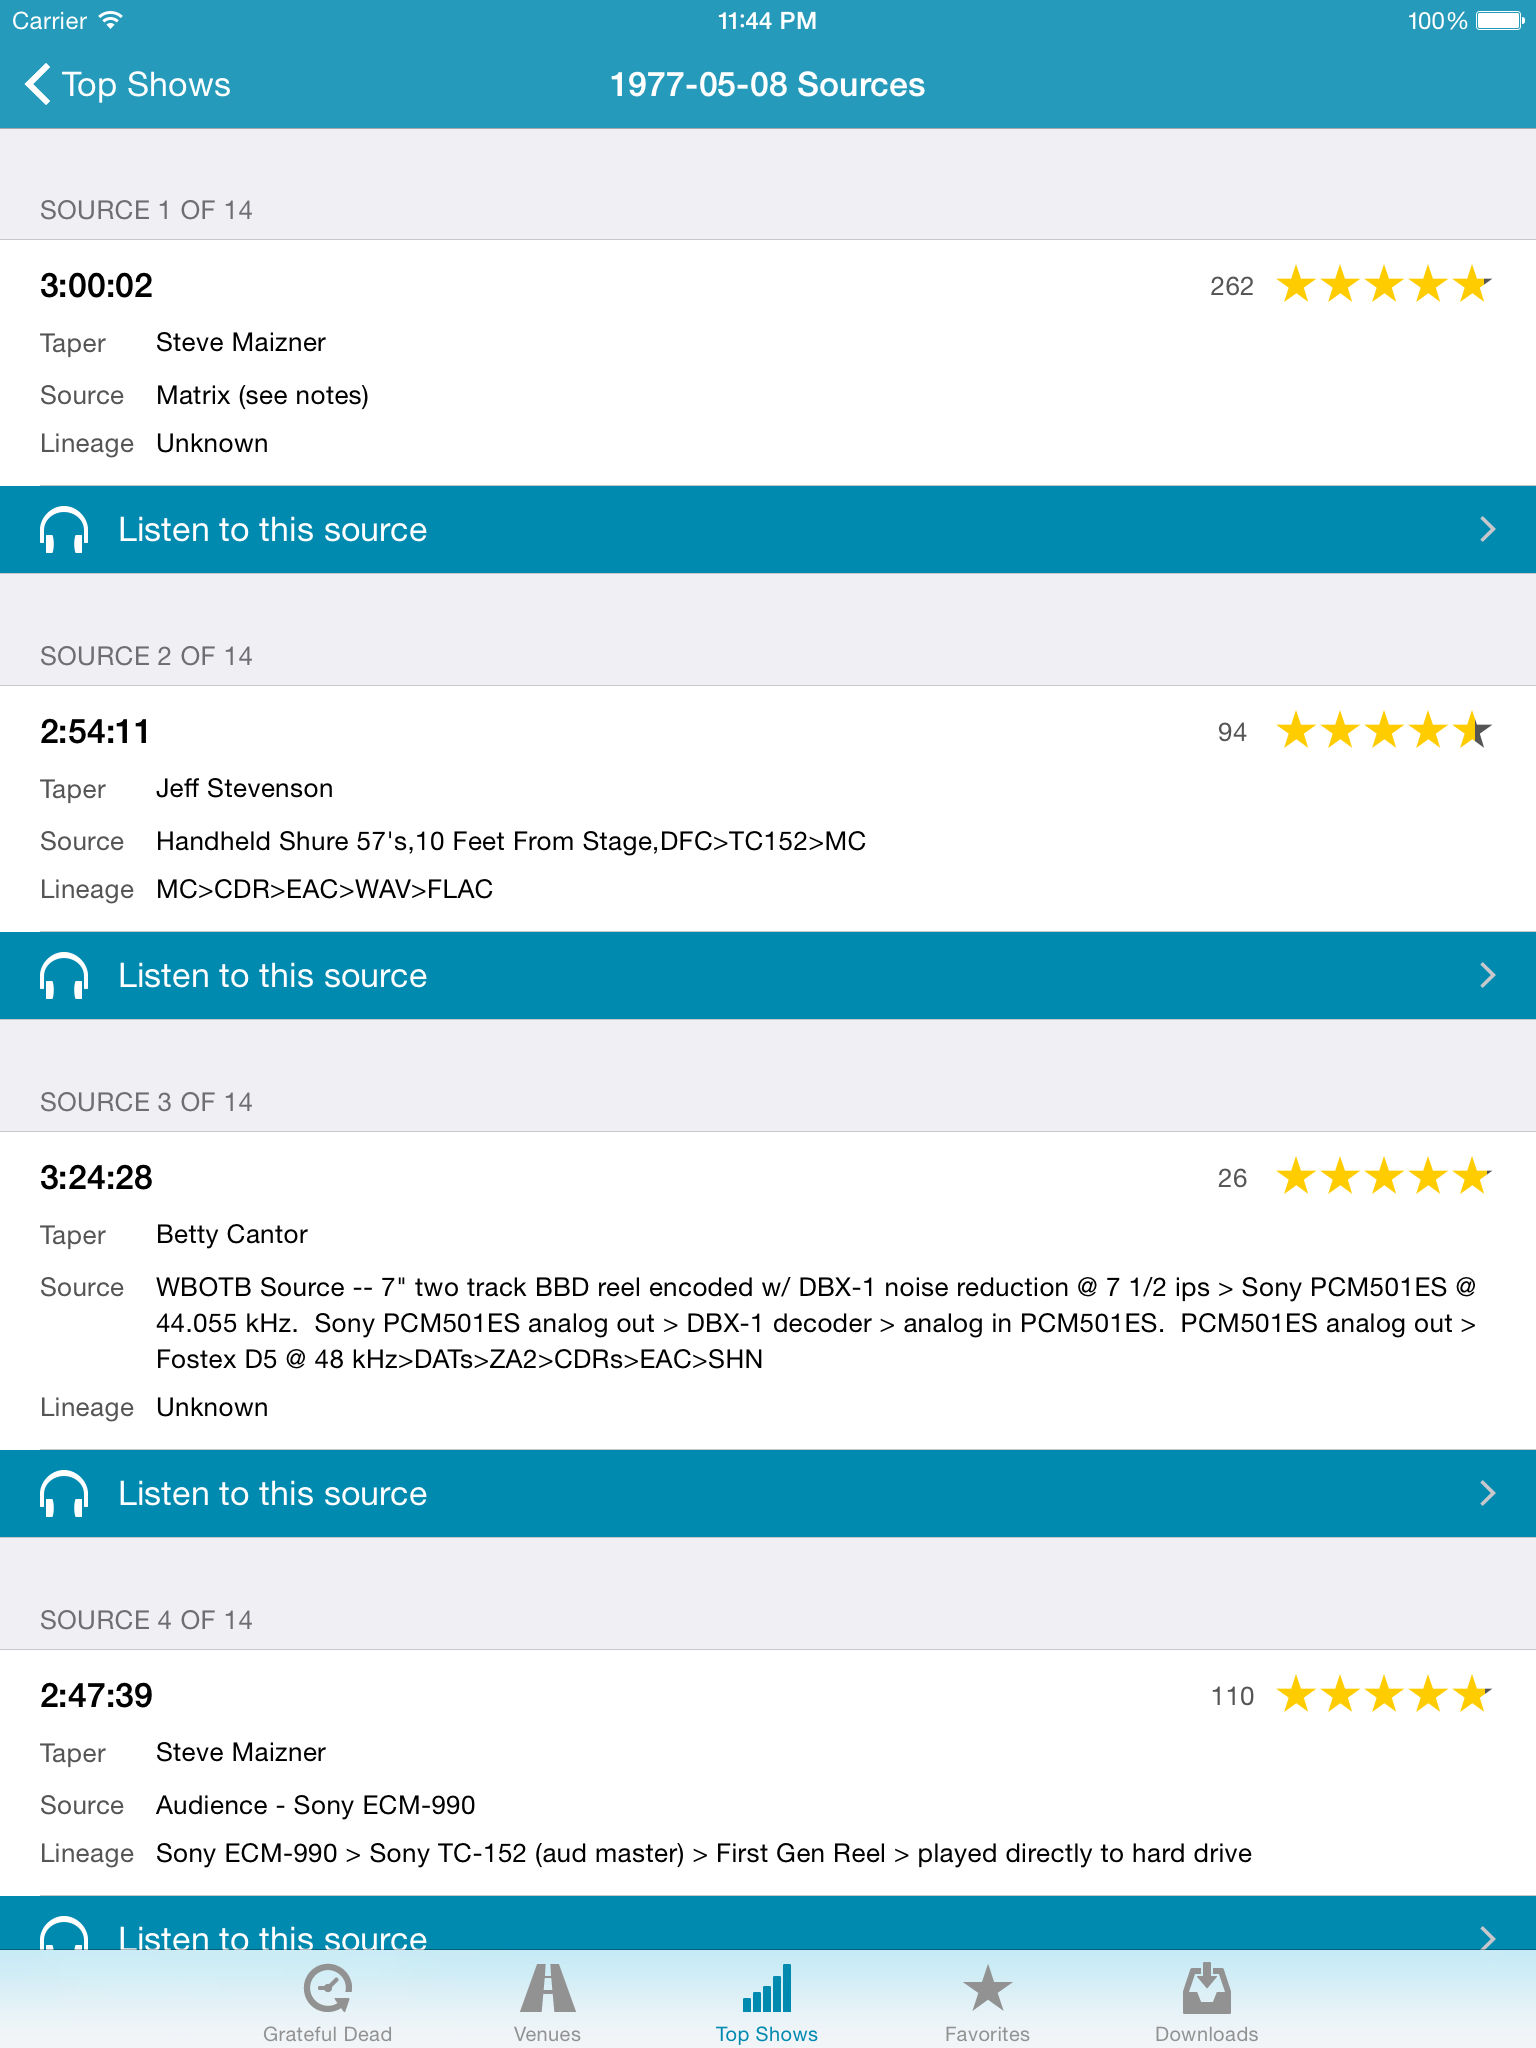 Carrier 11:44 PM 100%
Top Shows 1977-05-08 Sources
SOURCE 1 OF 14
3:00:02 262
Taper Steve Maizner
Source Matrix (see notes)
Lineage Unknown
Listen to this source
SOURCE 2 OF 14
2:54:11 94
Taper Jeff Stevenson
Source Handheld Shure 57's,10 Feet From Stage,DFC>TC152>MC
Lineage MC>CDR>EAC>WAV>FLAC
Listen to this source
SOURCE 3 OF 14
3:24:28 26
Taper Betty Cantor
Source WBOTB Source -- 7" two track BBD reel encoded w/ DBX-1 noise reduction @ 7 1/2 ips > Sony PCM501ES @
44.055 kHz.  Sony PCM501ES analog out > DBX-1 decoder > analog in PCM501ES.  PCM501ES analog out >
Fostex D5 @ 48 kHz>DATs>ZA2>CDRs>EAC>SHN
Lineage Unknown
Listen to this source
SOURCE 4 OF 14
2:47:39 110
Taper Steve Maizner
Source Audience - Sony ECM-990
Lineage Sony ECM-990 > Sony TC-152 (aud master) > First Gen Reel > played directly to hard drive
Listen to this source
Grateful Dead Venues Top Shows Favorites Downloads